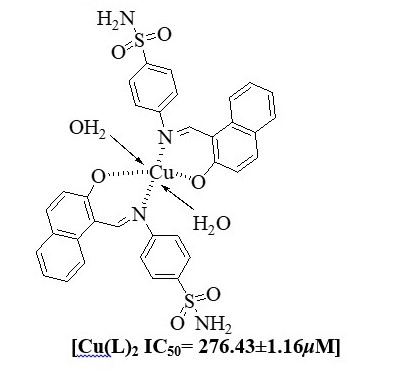 H₂N
O=S=O
OH₂
N
O
Cu
O
N
H₂O
S=O
O NH₂
[Cu(L)₂ IC₅₀= 276.43±1.16µM]